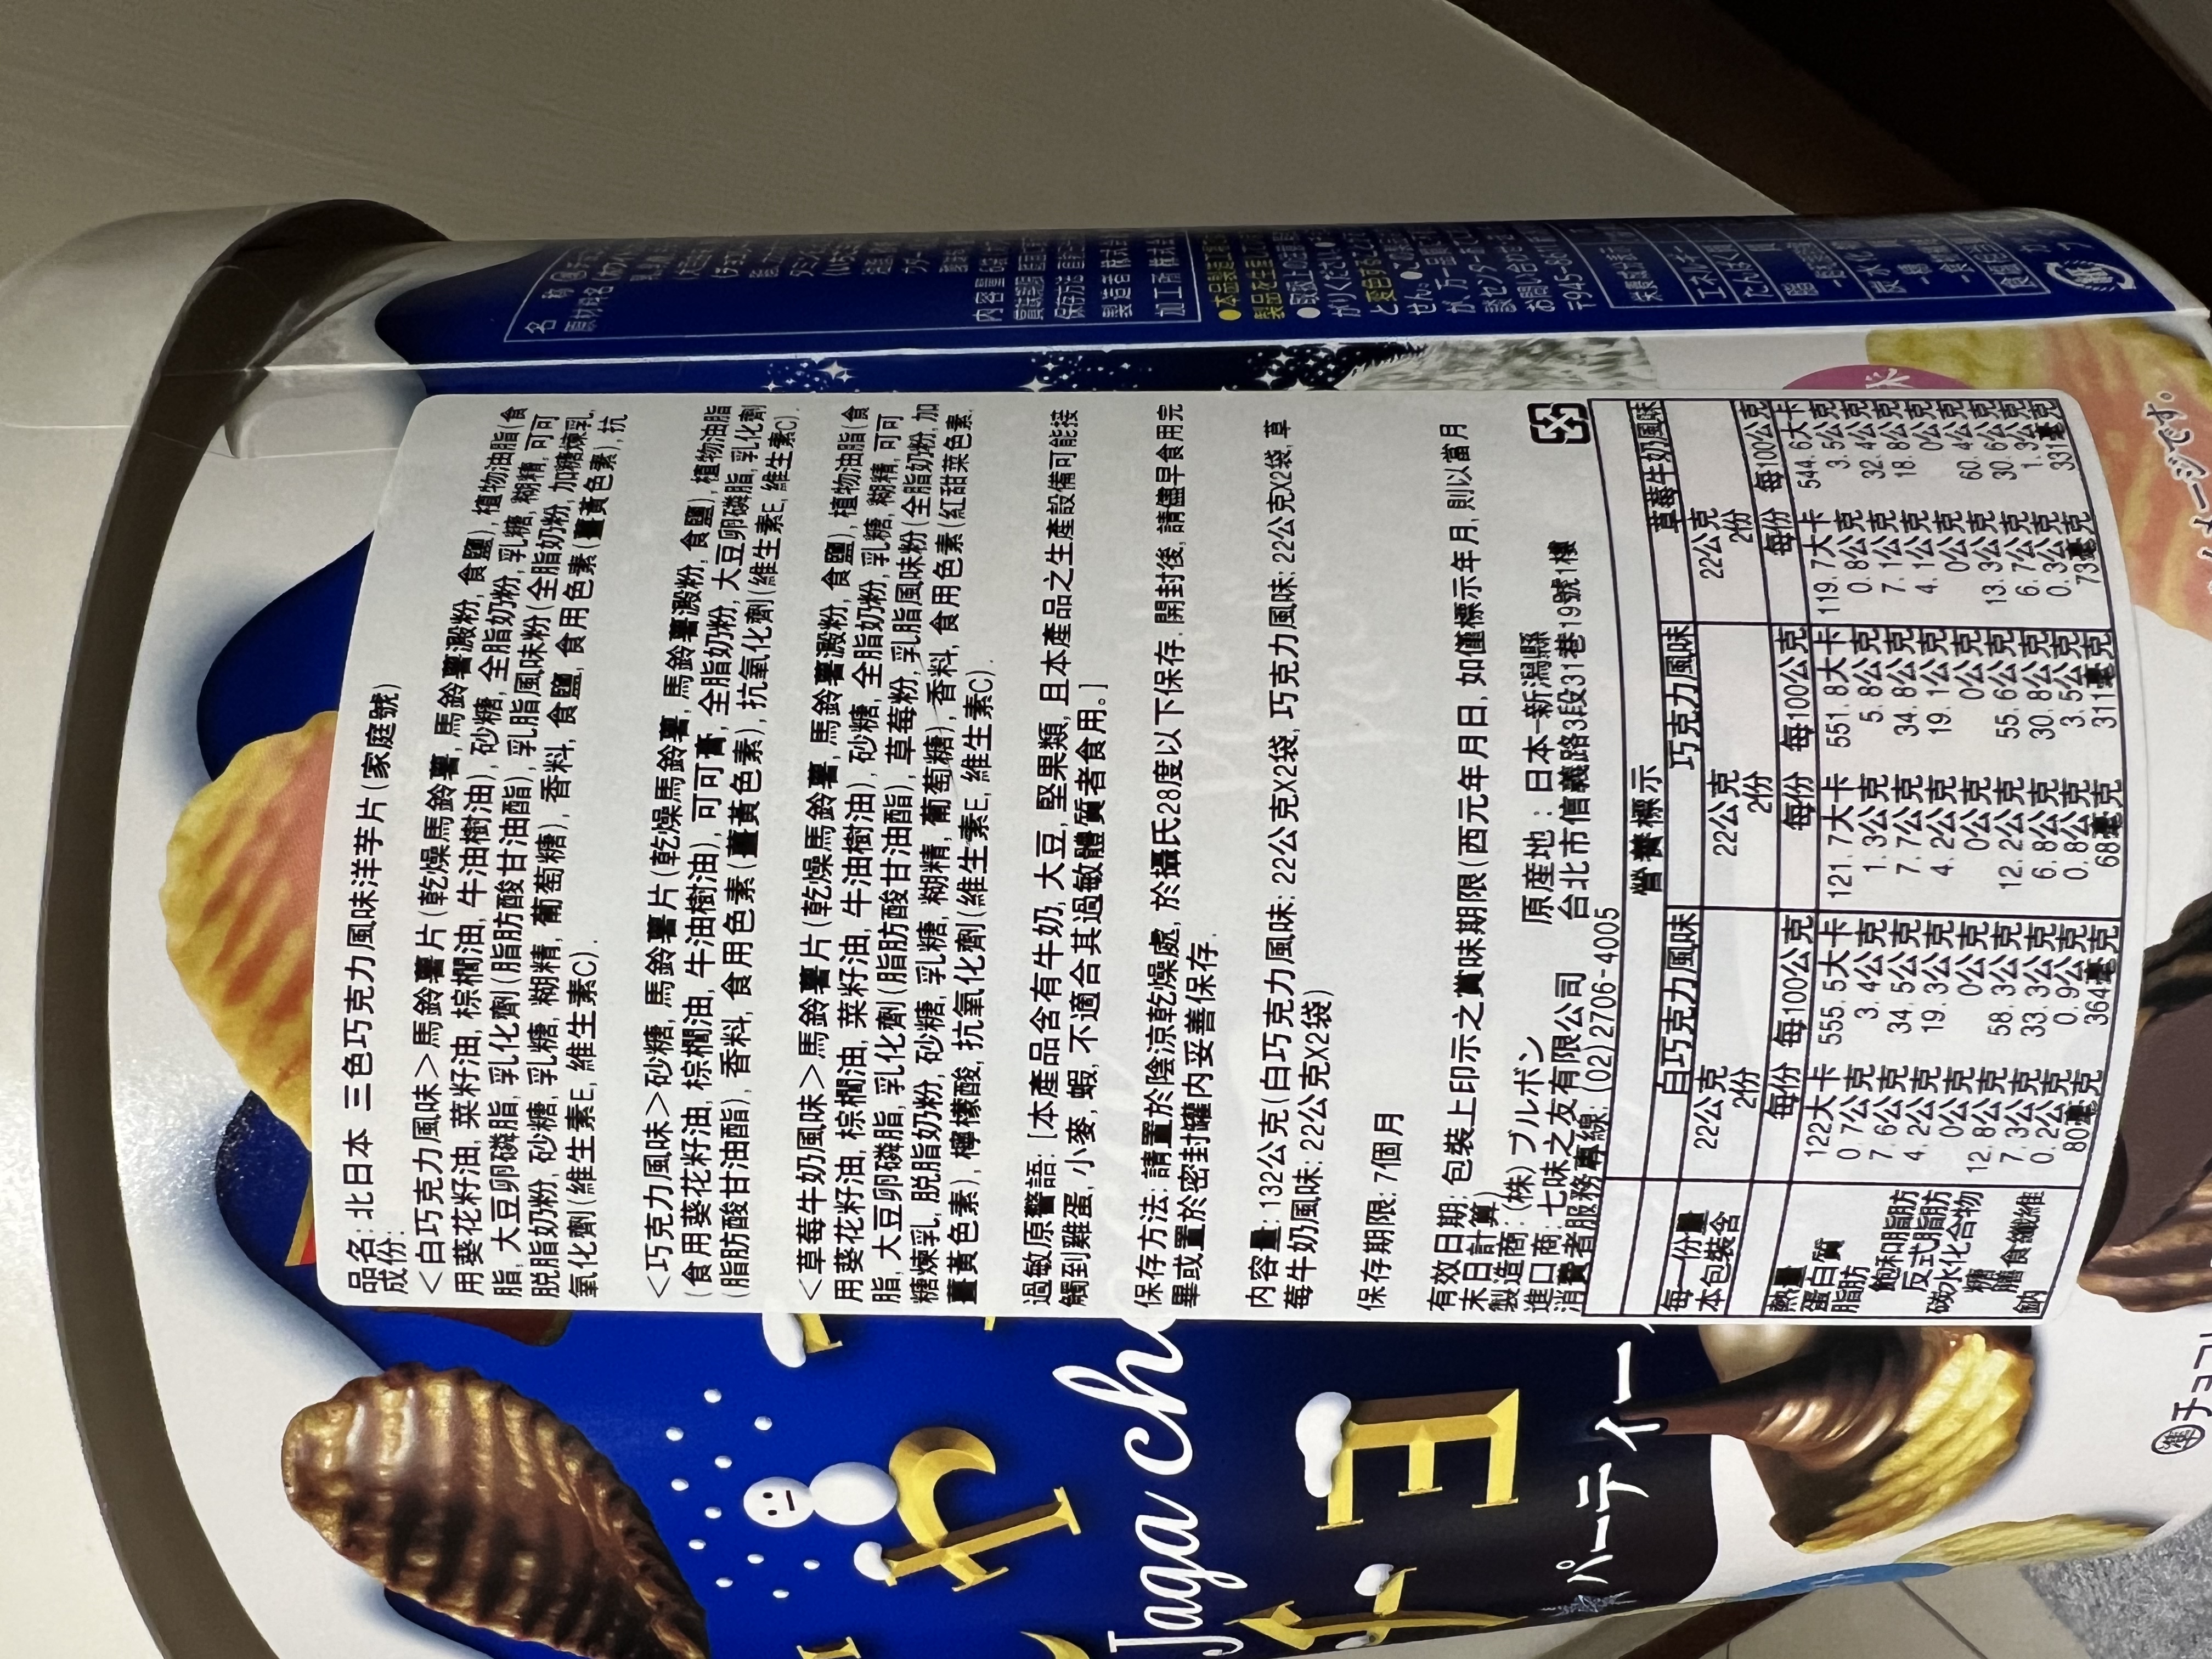 品名: 北日本 三色巧克力風味洋芋片(家庭號)
成份:
<白巧克力風味>馬鈴薯片(乾燥馬鈴薯, 馬鈴薯澱粉, 食鹽), 植物油脂(食
用葵花籽油, 菜籽油, 棕櫚油, 牛油樹油), 砂糖, 全脂奶粉, 乳糖, 糊精, 可可
脂, 大豆卵磷脂, 乳化劑(脂肪酸甘油酯), 乳脂風味粉(全脂奶粉, 加糖煉乳,
脫脂奶粉, 砂糖, 乳糖, 糊精, 葡萄糖), 香料, 食鹽, 食用色素(薑黃色素), 抗
氧化劑(維生素E, 維生素C).
<巧克力風味>砂糖, 馬鈴薯片(乾燥馬鈴薯, 馬鈴薯澱粉, 食鹽), 植物油脂
(食用葵花籽油, 棕櫚油, 牛油樹油), 可可膏, 全脂奶粉, 大豆卵磷脂, 乳化劑
(脂肪酸甘油酯), 香料, 食用色素(薑黃色素), 抗氧化劑(維生素E, 維生素C).
<草莓牛奶風味>馬鈴薯片(乾燥馬鈴薯, 馬鈴薯澱粉, 食鹽), 植物油脂(食
用葵花籽油, 棕櫚油, 菜籽油, 牛油樹油), 砂糖, 全脂奶粉, 乳糖, 糊精, 可可
脂, 大豆卵磷脂, 乳化劑(脂肪酸甘油酯), 草莓粉, 乳脂風味粉(全脂奶粉, 加
糖煉乳, 脫脂奶粉, 砂糖, 乳糖, 糊精, 葡萄糖), 香料, 食用色素(紅甜菜色素,
薑黃色素), 檸檬酸, 抗氧化劑(維生素E, 維生素C).
過敏原警語: [本產品含有牛奶, 大豆, 堅果類, 且本產品之生產設備可能接
觸到雞蛋, 小麥, 蝦, 不適合其過敏體質者食用。]
保存方法: 請置於陰涼乾燥處, 於攝氏28度以下保存. 開封後, 請儘早食用完
畢或置於密封罐內妥善保存.
內容量: 132公克(白巧克力風味: 22公克X2袋, 巧克力風味: 22公克X2袋, 草
莓牛奶風味: 22公克X2袋)
保存期限: 7個月
有效日期: 包裝上印示之賞味期限(西元年月日, 如僅標示年月, 則以當月
末日計算)
製造商: (株) ブルボン 原産地 : 日本—新潟縣
進口商: 七味之友有限公司 台北市信義路3段31巷19號1樓
消費者服務專線: (02)2706-4005
營養標示
白巧克力風味 巧克力風味 草莓牛奶風味
每一份量 22公克 22公克 22公克
本包裝含 2份 2份 2份
每份 每100公克 每份 每100公克 每份 每100公克
熱量 122大卡 555.5大卡 121.7大卡 551.8大卡 119.7大卡 544.6大卡
蛋白質 0.7公克 3.4公克 1.3公克 5.8公克 0.8公克 3.5公克
脂肪 7.6公克 34.5公克 7.7公克 34.8公克 7.1公克 32.4公克
飽和脂肪 4.2公克 19.3公克 4.2公克 19.1公克 4.1公克 18.8公克
反式脂肪 0公克 0公克 0公克 0公克 0公克 0公克
碳水化合物 12.8公克 58.3公克 12.2公克 55.6公克 13.3公克 60.4公克
糖 7.3公克 33.3公克 6.8公克 30.8公克 6.7公克 30.6公克
膳食纖維 0.2公克 0.9公克 0.8公克 3.5公克 0.3公克 1.3公克
鈉 80毫克 364毫克 68毫克 311毫克 73毫克 331毫克
Jaga ch
パーティー
名 称
原材料名
内容量
保存方法
製造者 株式会
加工所 株式会
エネルギー
たんぱく質
〒945-86